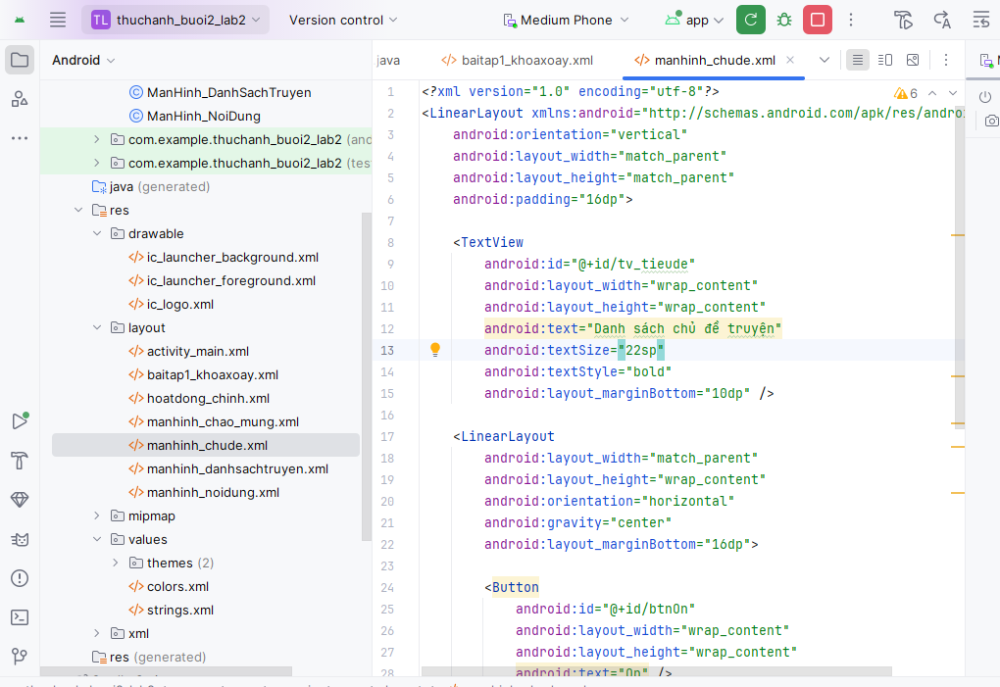 TL thuchanh_buoi2_lab2 Version control Medium Phone app
Android
java baitap1_khoaxoay.xml manhinh_chude.xml
ManHinh_DanhSachTruyen
ManHinh_NoiDung
com.example.thuchanh_buoi2_lab2 (and
com.example.thuchanh_buoi2_lab2 (tes
java (generated)
res
drawable
ic_launcher_background.xml
ic_launcher_foreground.xml
ic_logo.xml
layout
activity_main.xml
baitap1_khoaxoay.xml
hoatdong_chinh.xml
manhinh_chao_mung.xml
manhinh_chude.xml
manhinh_danhsachtruyen.xml
manhinh_noidung.xml
mipmap
values
themes (2)
colors.xml
strings.xml
xml
res (generated)
6
1 <?xml version="1.0" encoding="utf-8"?>
2 <LinearLayout xmlns:android="http://schemas.android.com/apk/res/andro
3 android:orientation="vertical"
4 android:layout_width="match_parent"
5 android:layout_height="match_parent"
6 android:padding="16dp">
7
8 <TextView
9 android:id="@+id/tv_tieude"
10 android:layout_width="wrap_content"
11 android:layout_height="wrap_content"
12 android:text="Danh sách chủ đề truyện"
13 android:textSize="22sp"
14 android:textStyle="bold"
15 android:layout_marginBottom="10dp" />
16
17 <LinearLayout
18 android:layout_width="match_parent"
19 android:layout_height="wrap_content"
20 android:orientation="horizontal"
21 android:gravity="center"
22 android:layout_marginBottom="16dp">
23
24 <Button
25 android:id="@+id/btnOn"
26 android:layout_width="wrap_content"
27 android:layout_height="wrap_content"
28 android:text="On" />